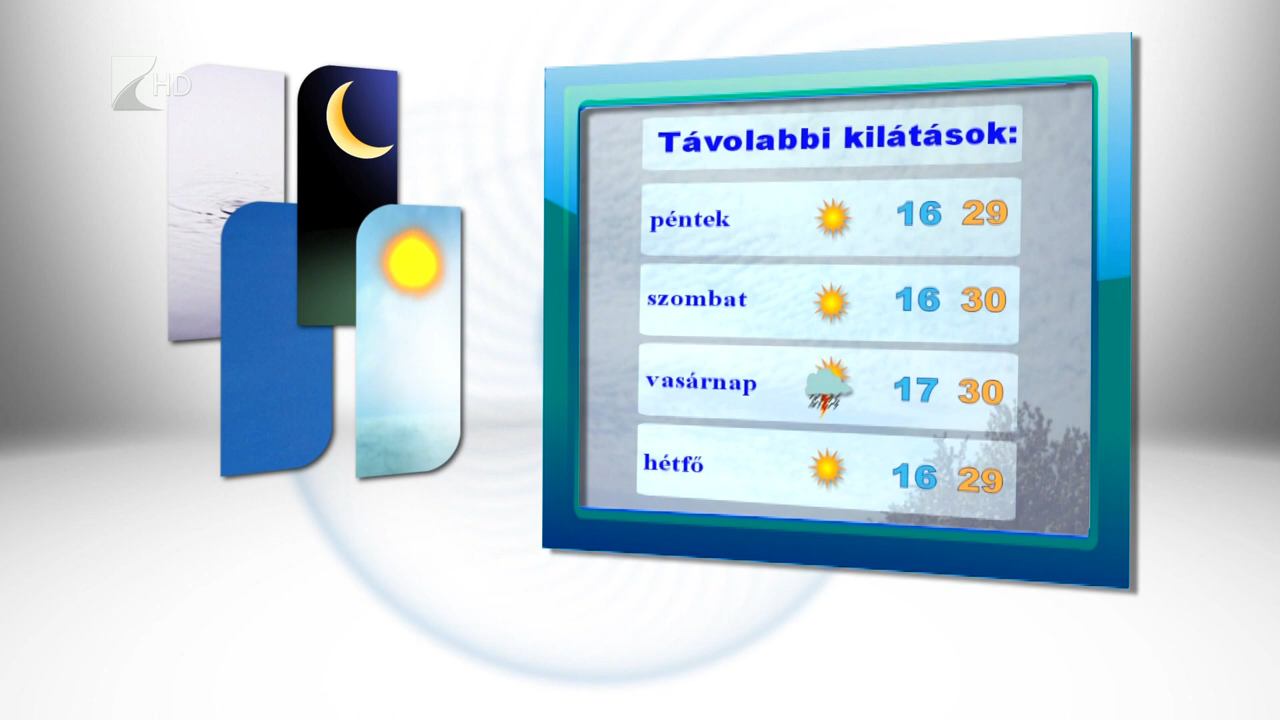 HD
Távolabbi kilátások:
péntek 16 29
szombat 16 30
vasárnap 17 30
hétfő 16 29